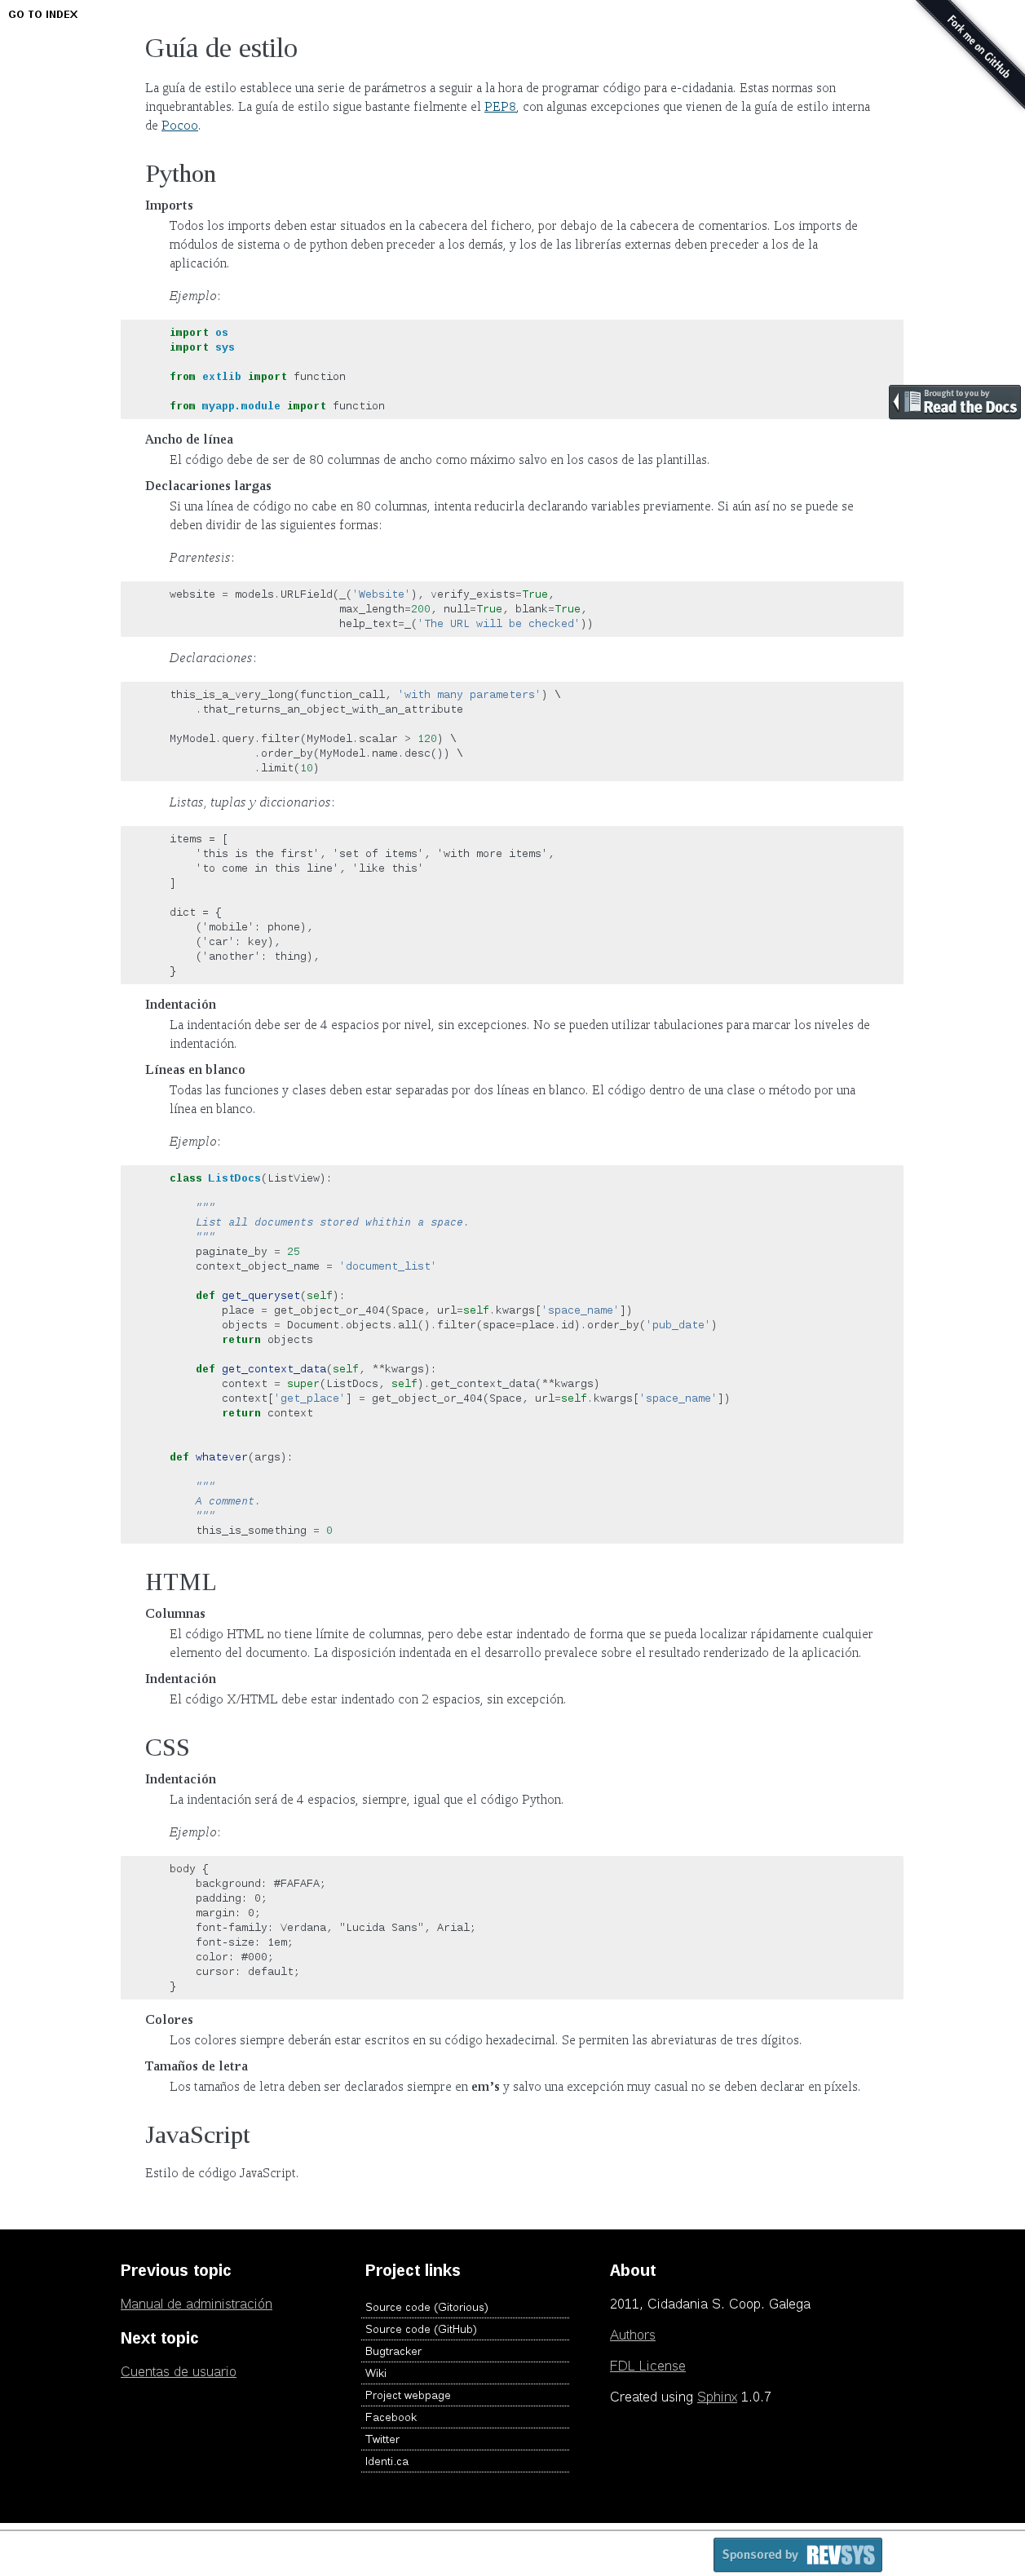 GO TO INDEX
Fork me on GitHub
Guía de estilo
La guía de estilo establece una serie de parámetros a seguir a la hora de programar código para e-cidadania. Estas normas son
inquebrantables. La guía de estilo sigue bastante fielmente el PEP8, con algunas excepciones que vienen de la guía de estilo interna
de Pocoo.
Python
Imports
Todos los imports deben estar situados en la cabecera del fichero, por debajo de la cabecera de comentarios. Los imports de
módulos de sistema o de python deben preceder a los demás, y los de las librerías externas deben preceder a los de la
aplicación.
Ejemplo:
import os
import sys
from extlib import function
from myapp.module import function
Brought to you by
Read the Docs
Ancho de línea
El código debe de ser de 80 columnas de ancho como máximo salvo en los casos de las plantillas.
Declacariones largas
Si una línea de código no cabe en 80 columnas, intenta reducirla declarando variables previamente. Si aún así no se puede se
deben dividir de las siguientes formas:
Parentesis:
website = models.URLField(_('Website'), verify_exists=True,
max_length=200, null=True, blank=True,
help_text=_('The URL will be checked'))
Declaraciones:
this_is_a_very_long(function_call, 'with many parameters') \
.that_returns_an_object_with_an_attribute
MyModel.query.filter(MyModel.scalar > 120) \
.order_by(MyModel.name.desc()) \
.limit(10)
Listas, tuplas y diccionarios:
items = [
'this is the first', 'set of items', 'with more items',
'to come in this line', 'like this'
]
dict = {
('mobile': phone),
('car': key),
('another': thing),
}
Indentación
La indentación debe ser de 4 espacios por nivel, sin excepciones. No se pueden utilizar tabulaciones para marcar los niveles de
indentación.
Líneas en blanco
Todas las funciones y clases deben estar separadas por dos líneas en blanco. El código dentro de una clase o método por una
línea en blanco.
Ejemplo:
class ListDocs(ListView):
"""
List all documents stored whithin a space.
"""
paginate_by = 25
context_object_name = 'document_list'
def get_queryset(self):
place = get_object_or_404(Space, url=self.kwargs['space_name'])
objects = Document.objects.all().filter(space=place.id).order_by('pub_date')
return objects
def get_context_data(self, **kwargs):
context = super(ListDocs, self).get_context_data(**kwargs)
context['get_place'] = get_object_or_404(Space, url=self.kwargs['space_name'])
return context
def whatever(args):
"""
A comment.
"""
this_is_something = 0
HTML
Columnas
El código HTML no tiene límite de columnas, pero debe estar indentado de forma que se pueda localizar rápidamente cualquier
elemento del documento. La disposición indentada en el desarrollo prevalece sobre el resultado renderizado de la aplicación.
Indentación
El código X/HTML debe estar indentado con 2 espacios, sin excepción.
CSS
Indentación
La indentación será de 4 espacios, siempre, igual que el código Python.
Ejemplo:
body {
background: #FAFAFA;
padding: 0;
margin: 0;
font-family: Verdana, "Lucida Sans", Arial;
font-size: 1em;
color: #000;
cursor: default;
}
Colores
Los colores siempre deberán estar escritos en su código hexadecimal. Se permiten las abreviaturas de tres dígitos.
Tamaños de letra
Los tamaños de letra deben ser declarados siempre en em's y salvo una excepción muy casual no se deben declarar en píxels.
JavaScript
Estilo de código JavaScript.
Previous topic
Manual de administración
Next topic
Cuentas de usuario
Project links
Source code (Gitorious)
Source code (GitHub)
Bugtracker
Wiki
Project webpage
Facebook
Twitter
Identi.ca
About
2011, Cidadania S. Coop. Galega
Authors
FDL License
Created using Sphinx 1.0.7
Sponsored by REVSYS